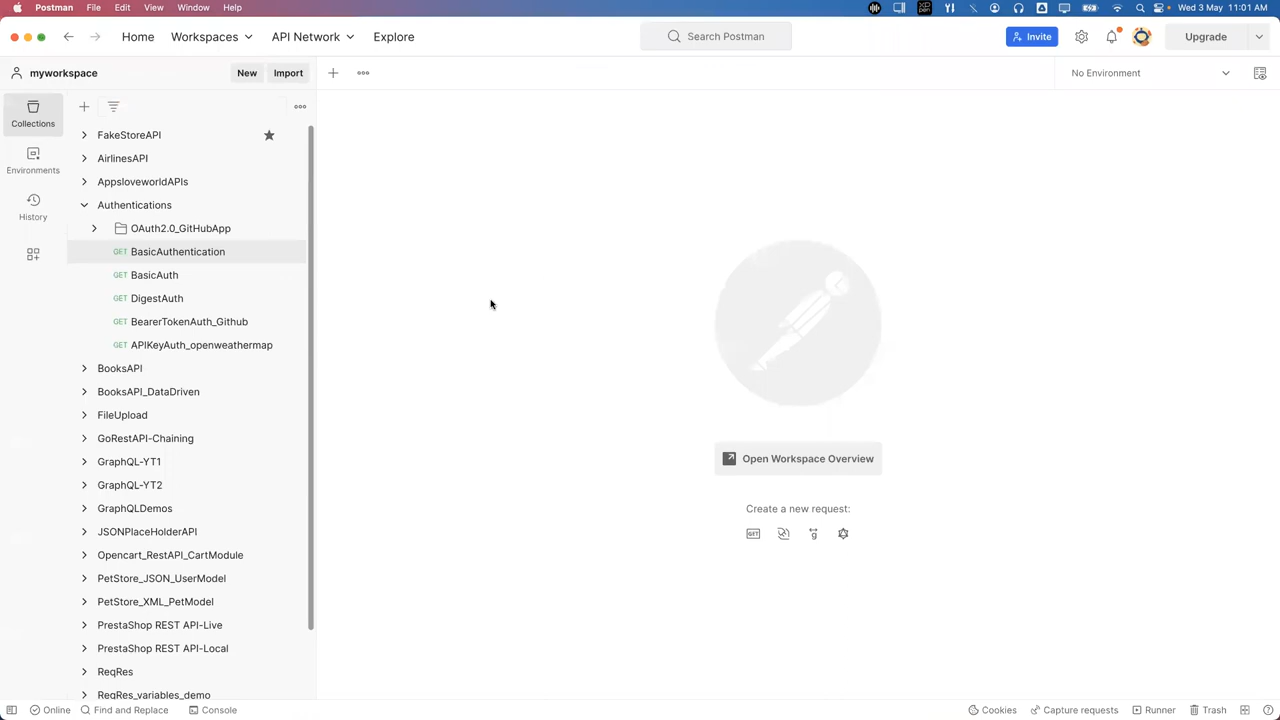 Postman File Edit View Window Help Wed 3 May 11:01 AM
Home Workspaces API Network Explore Search Postman Invite Upgrade
myworkspace New Import No Environment
Collections
Environments
History
FakeStoreAPI
AirlinesAPI
AppsloveworldAPIs
Authentications
OAuth2.0_GitHubApp
GET BasicAuthentication
GET BasicAuth
GET DigestAuth
GET BearerTokenAuth_Github
GET APIKeyAuth_openweathermap
BooksAPI
BooksAPI_DataDriven
FileUpload
GoRestAPI-Chaining
GraphQL-YT1
GraphQL-YT2
GraphQLDemos
JSONPlaceHolderAPI
Opencart_RestAPI_CartModule
PetStore_JSON_UserModel
PetStore_XML_PetModel
PrestaShop REST API-Live
PrestaShop REST API-Local
ReqRes
ReqRes_variables_demo
Open Workspace Overview
Create a new request:
GET
Online Find and Replace Console Cookies Capture requests Runner Trash